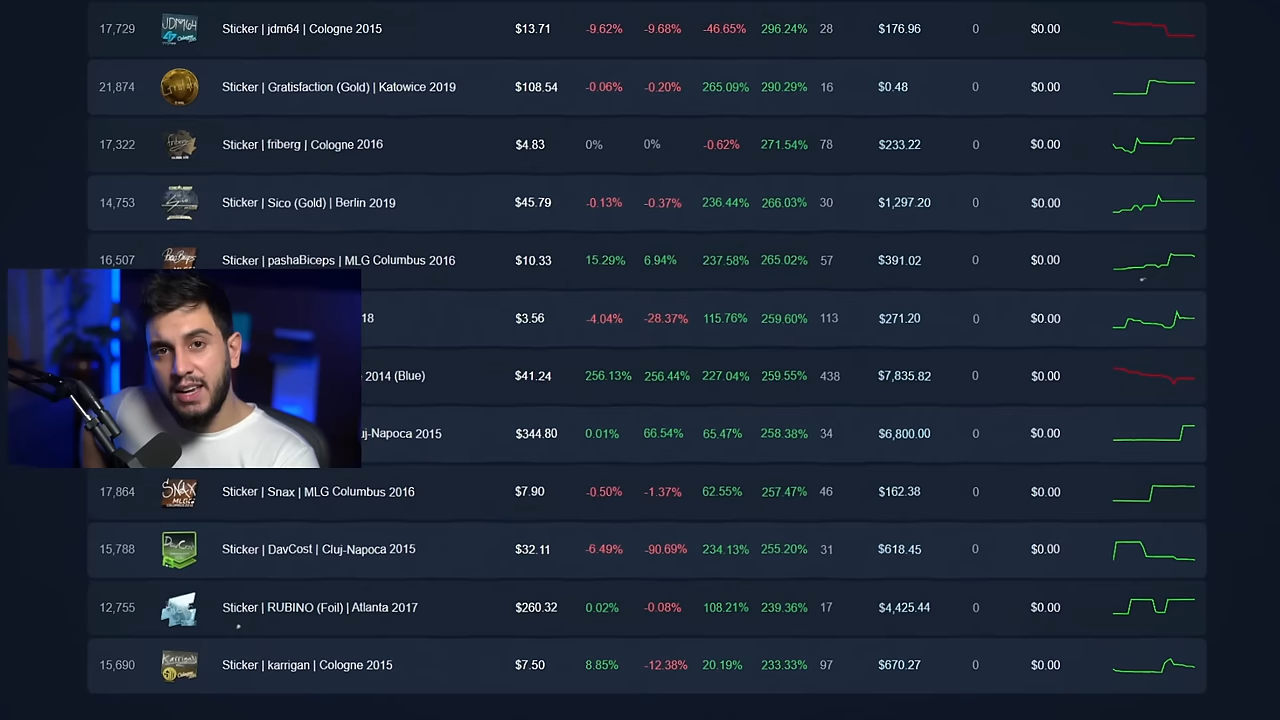 17,729 Sticker | jdm64 | Cologne 2015 $13.71 -9.62% -9.68% -46.65% 296.24% 28 $176.96 0 $0.00
21,874 Sticker | Gratisfaction (Gold) | Katowice 2019 $108.54 -0.06% -0.20% 265.09% 290.29% 16 $0.48 0 $0.00
17,322 Sticker | friberg | Cologne 2016 $4.83 0% 0% -0.62% 271.54% 78 $233.22 0 $0.00
14,753 Sticker | Sico (Gold) | Berlin 2019 $45.79 -0.13% -0.37% 236.44% 266.03% 30 $1,297.20 0 $0.00
16,507 Sticker | pashaBiceps | MLG Columbus 2016 $10.33 15.29% 6.94% 237.58% 265.02% 57 $391.02 0 $0.00
18 $3.56 -4.04% -28.37% 115.76% 259.60% 113 $271.20 0 $0.00
2014 (Blue) $41.24 256.13% 256.44% 227.04% 259.55% 438 $7,835.82 0 $0.00
uj-Napoca 2015 $344.80 0.01% 66.54% 65.47% 258.38% 34 $6,800.00 0 $0.00
17,864 Sticker | Snax | MLG Columbus 2016 $7.90 -0.50% -1.37% 62.55% 257.47% 46 $162.38 0 $0.00
15,788 Sticker | DavCost | Cluj-Napoca 2015 $32.11 -6.49% -90.69% 234.13% 255.20% 31 $618.45 0 $0.00
12,755 Sticker | RUBINO (Foil) | Atlanta 2017 $260.32 0.02% -0.08% 108.21% 239.36% 17 $4,425.44 0 $0.00
15,690 Sticker | karrigan | Cologne 2015 $7.50 8.85% -12.38% 20.19% 233.33% 97 $670.27 0 $0.00